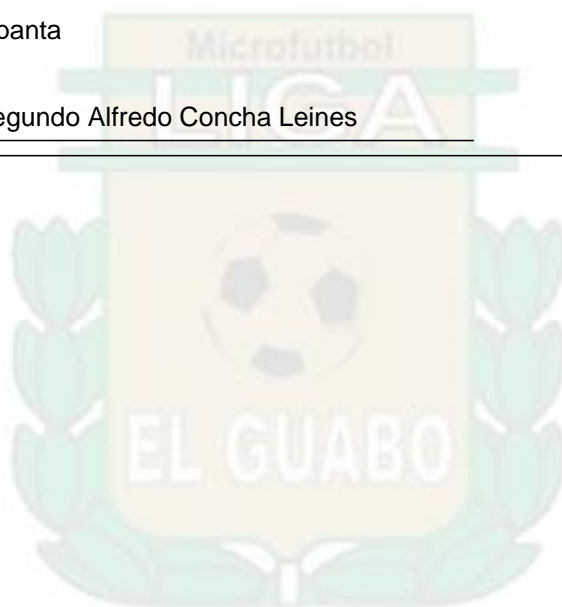 panta
Microfutbol
LIGA
egundo Alfredo Concha Leines
EL GUABO